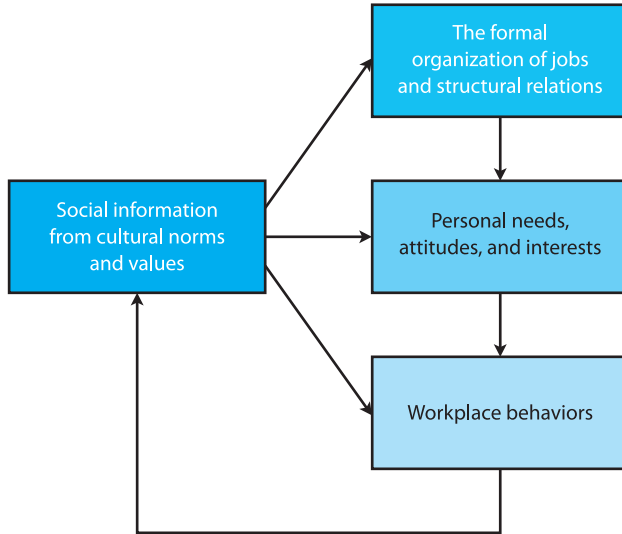 The formal
organization of jobs
and structural relations
Social information
from cultural norms
and values
Personal needs,
attitudes, and interests
Workplace behaviors